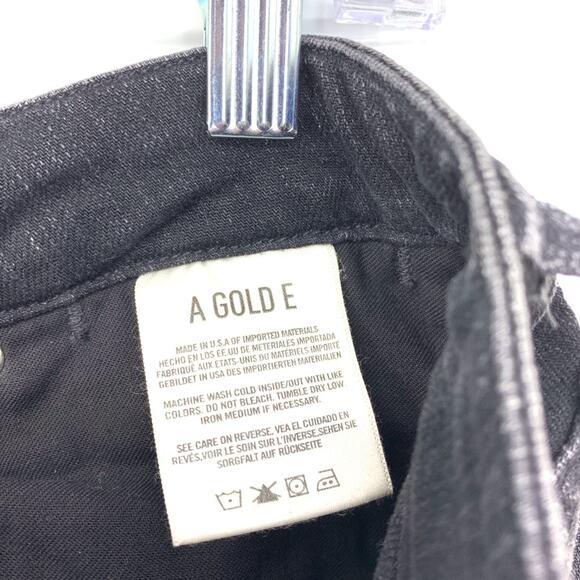 A GOLD E
MADE IN U.S.A OF IMPORTED MATERIALS
HECHO EN LOS EE.UU DE METERIALES IMPORTADA
FABRIQUÉ AUX ETATS-UNIS DU MATÉRIELS IMPORTÉ
GEBILDET IN USA DES IMPORTIERTEN MATERIALIEN
MACHINE WASH COLD INSIDE/OUT WITH LIKE
COLORS. DO NOT BLEACH. TUMBLE DRY LOW
IRON MEDIUM IF NECESSARY.
SEE CARE ON REVERSE. VEA EL CUIDADO EN
REVÉS.VOIR LE SOIN SUR L'INVERSE.SEHEN SIE
SORGFALT AUF RÜCKSEITE